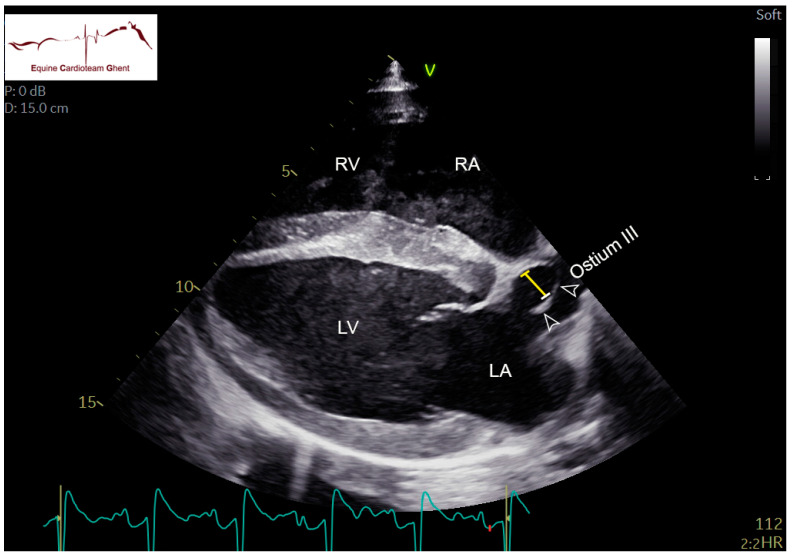 Soft
V
Equine Cardioteam Ghent
P: 0 dB
D: 15.0 cm
5
RV
RA
Ostium III
10
LV
LA
15
112
2:2HR